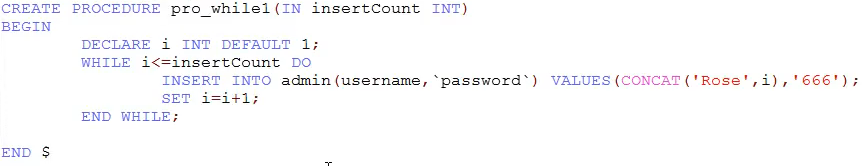 CREATE PROCEDURE pro_while1(IN insertCount INT)
BEGIN
DECLARE i INT DEFAULT 1;
WHILE i<=insertCount DO
INSERT INTO admin(username,`password`) VALUES(CONCAT('Rose',i),'666');
SET i=i+1;
END WHILE;
END $